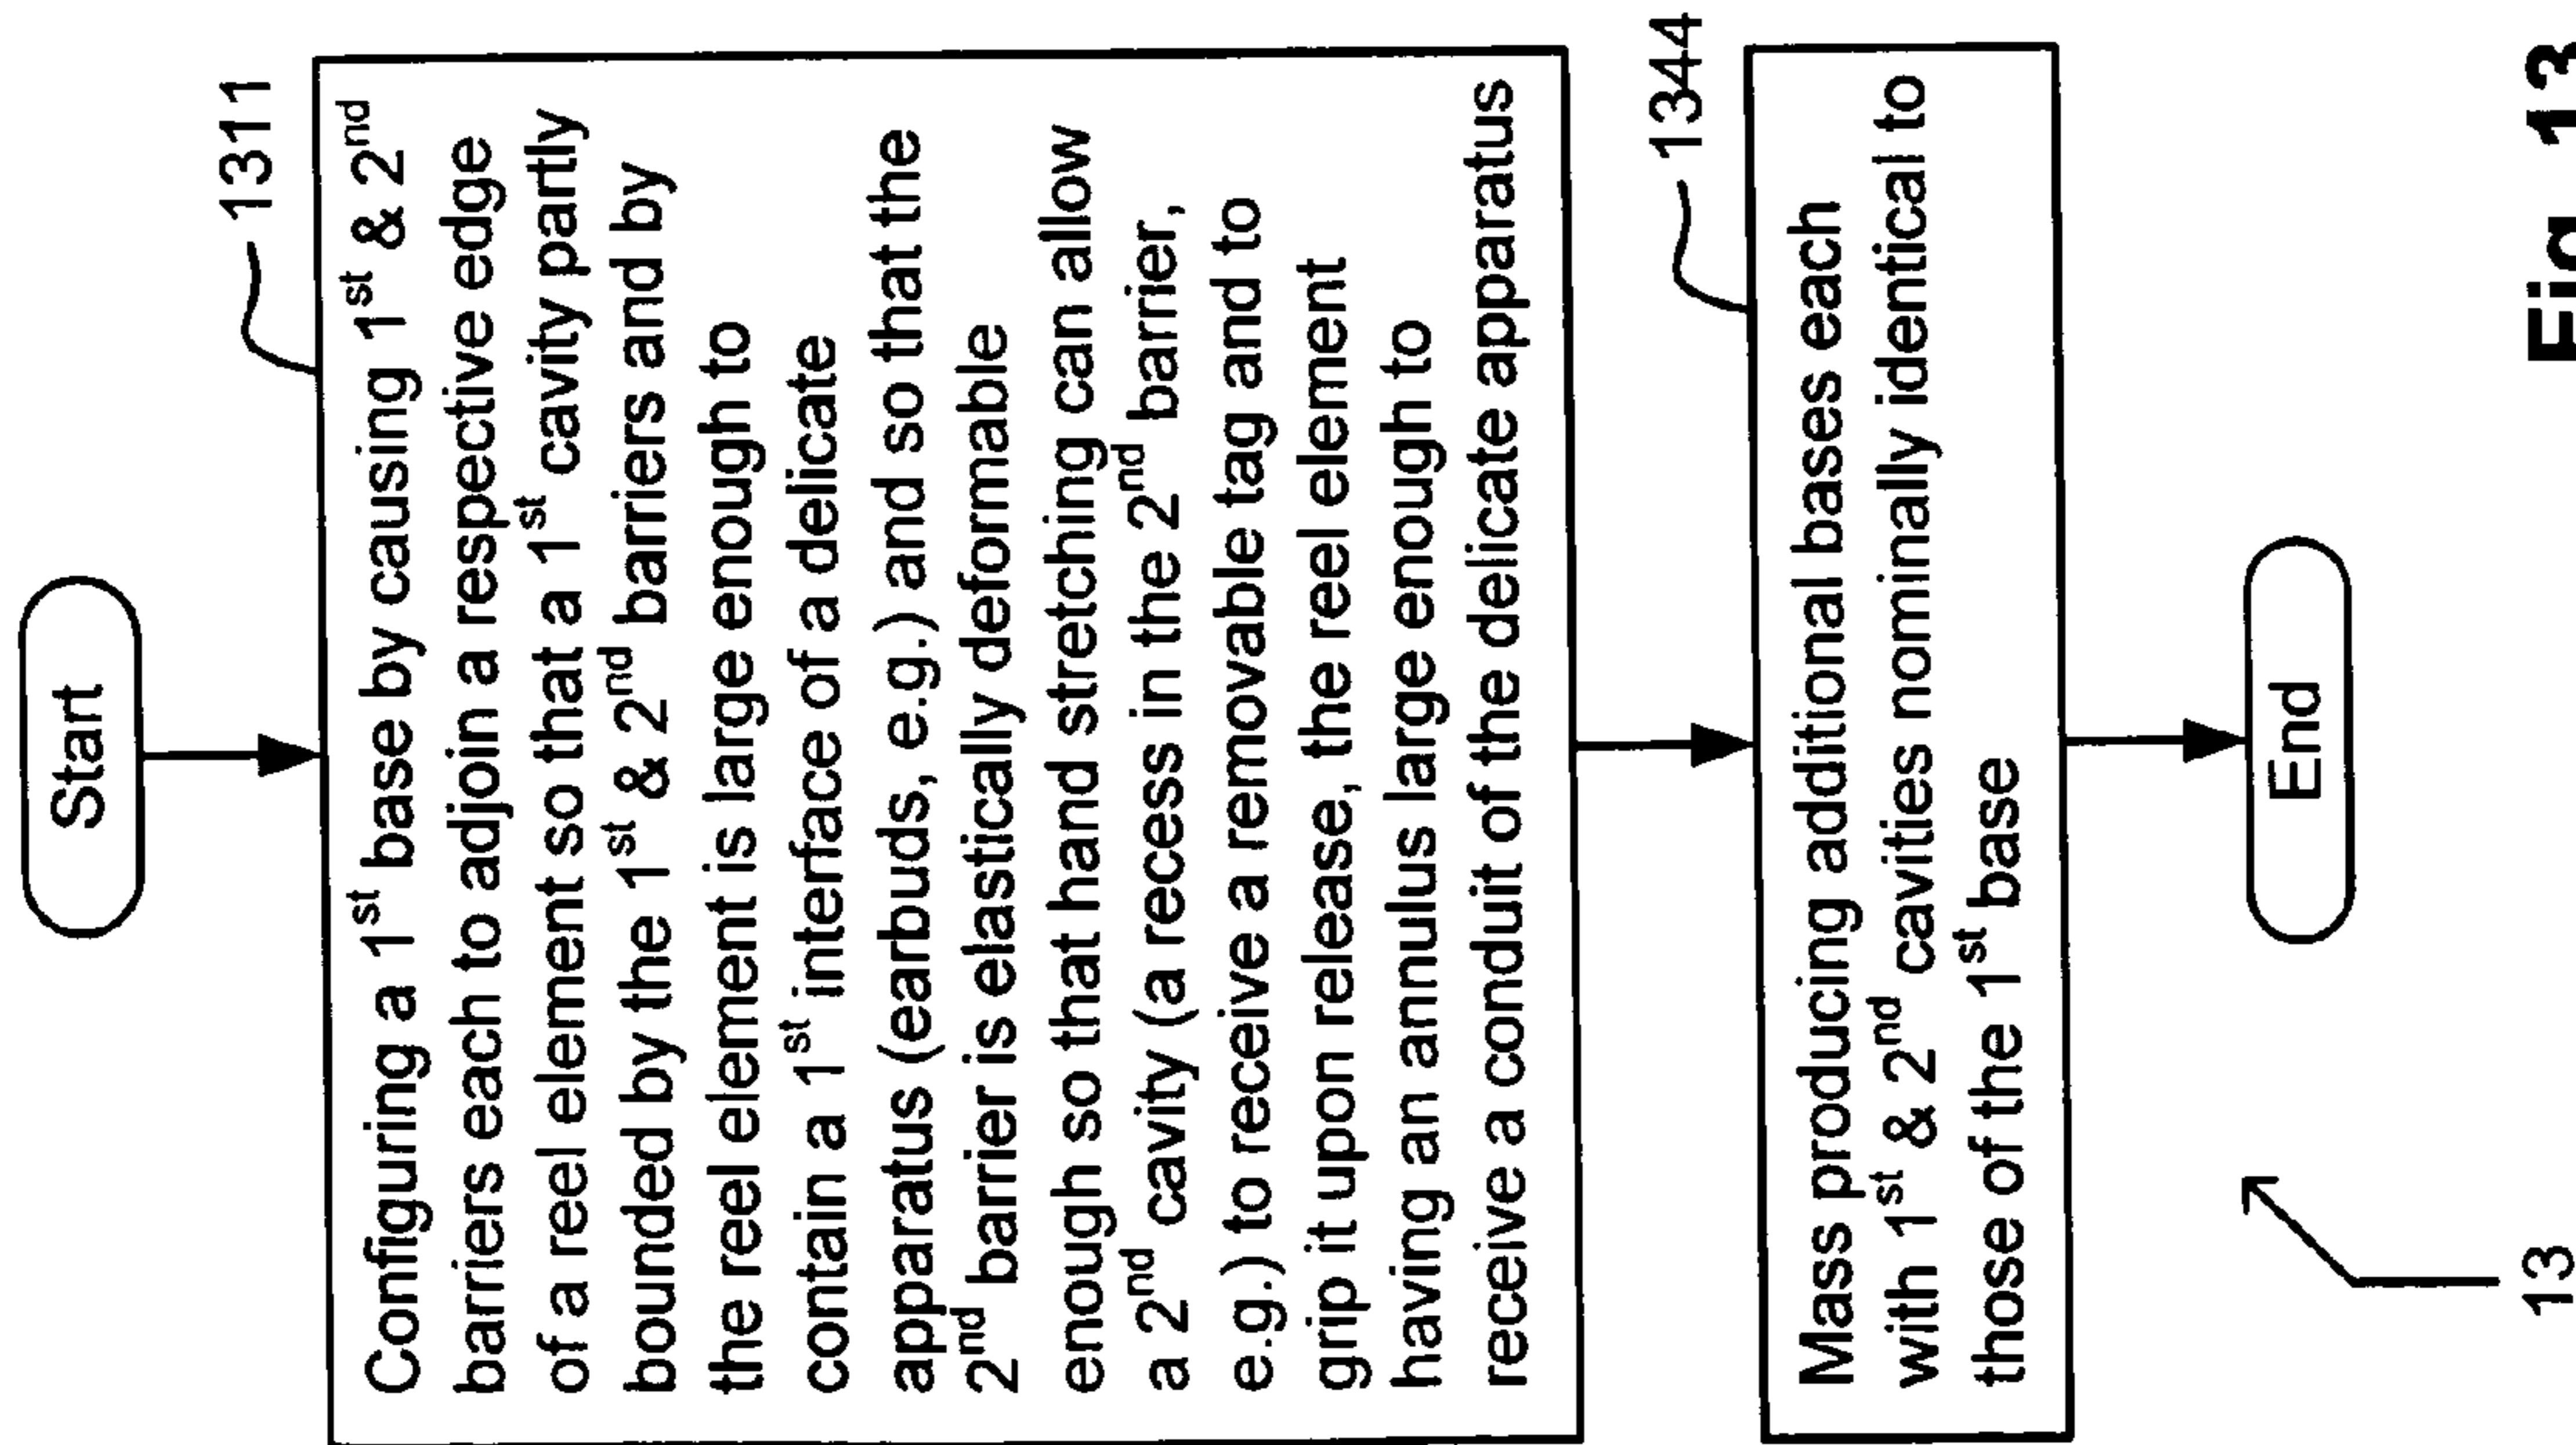 Start
1311
Configuring a 1st base by causing 1st & 2nd
barriers each to adjoin a respective edge
of a reel element so that a 1st cavity partly
bounded by the 1st & 2nd barriers and by
the reel element is large enough to
contain a 1st interface of a delicate
apparatus (earbuds, e.g.) and so that the
2nd barrier is elastically deformable
enough so that hand stretching can allow
a 2nd cavity (a recess in the 2nd barrier,
e.g.) to receive a removable tag and to
grip it upon release, the reel element
having an annulus large enough to
receive a conduit of the delicate apparatus
1344
Mass producing additional bases each
with 1st & 2nd cavities nominally identical to
those of the 1st base
End
13
Fig 13